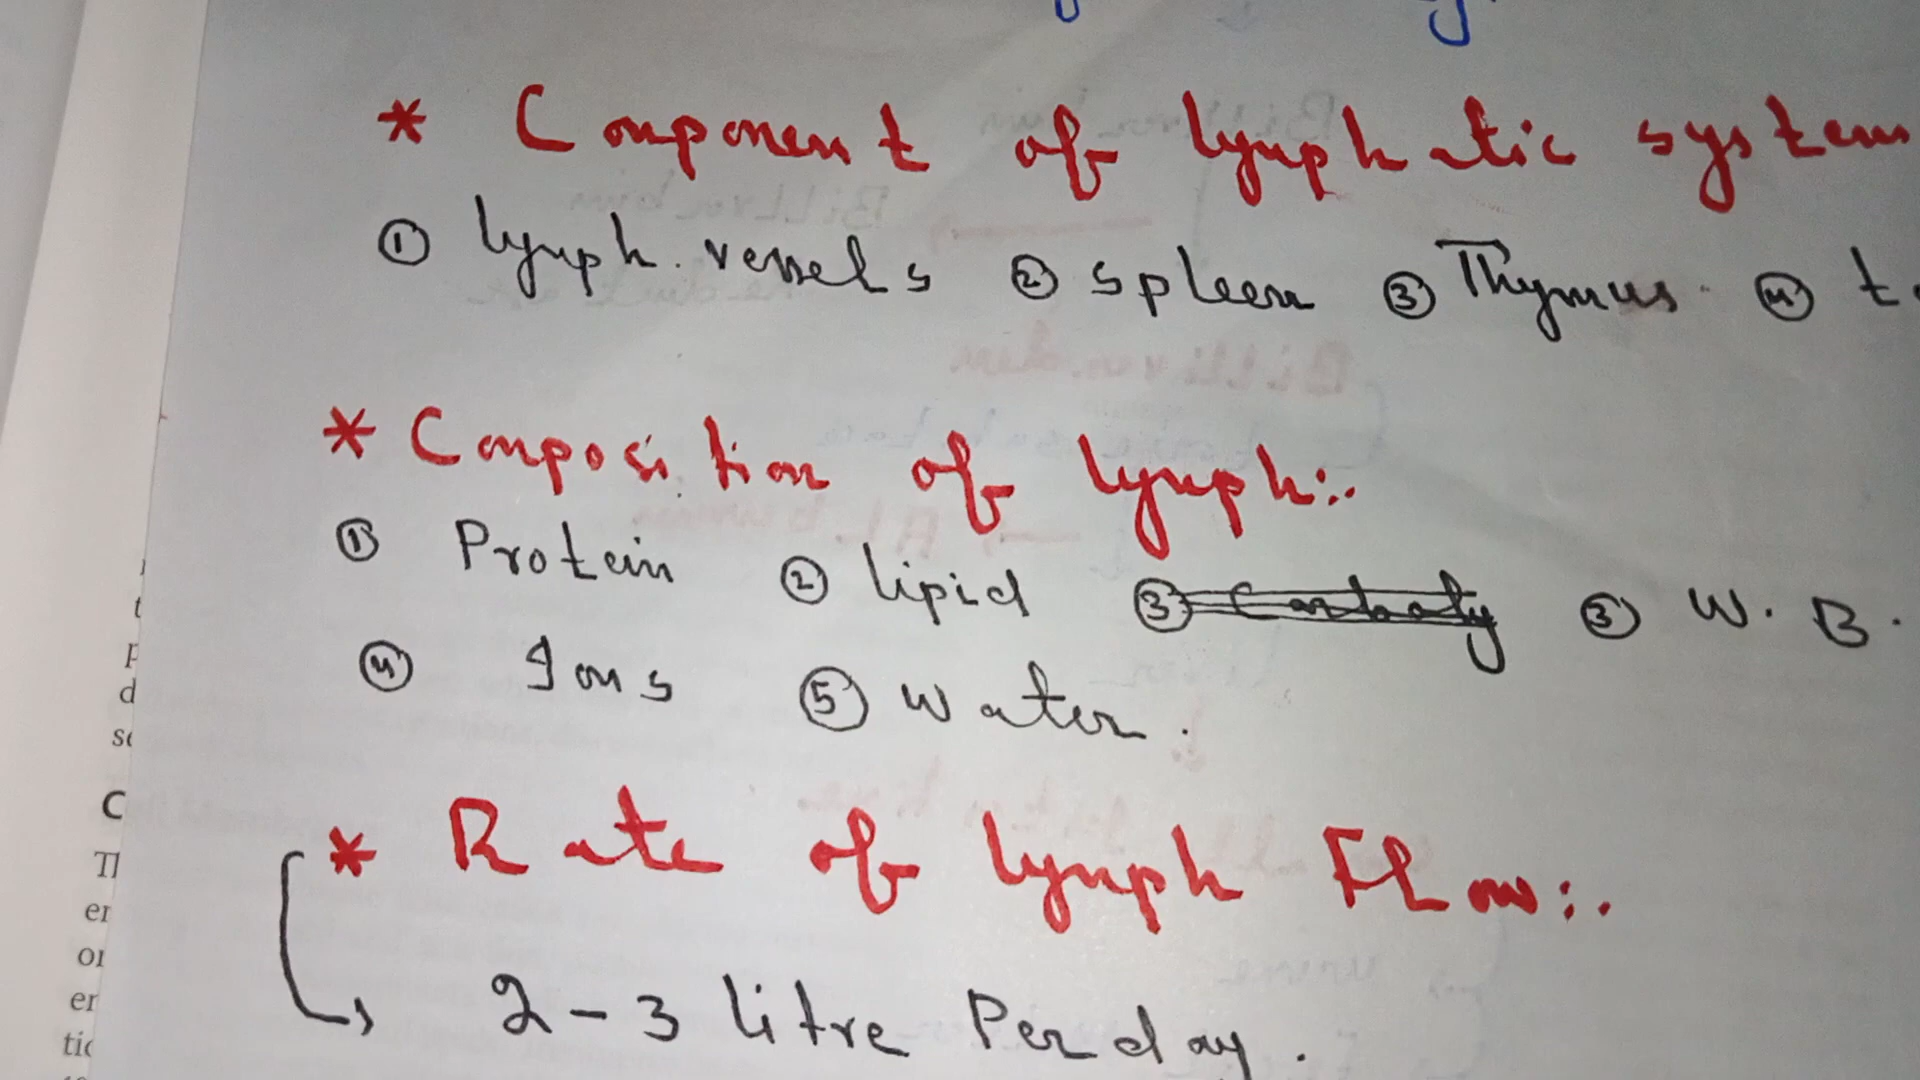 * Component of lymphatic system
① lymph vessels ② spleen ③ Thymus ④
* Composition of lymph:.
① Protein ② lipid ③ W. B.
④ Ions ⑤ water.
* Rate of lymph Flow:.
2-3 litre Per day.